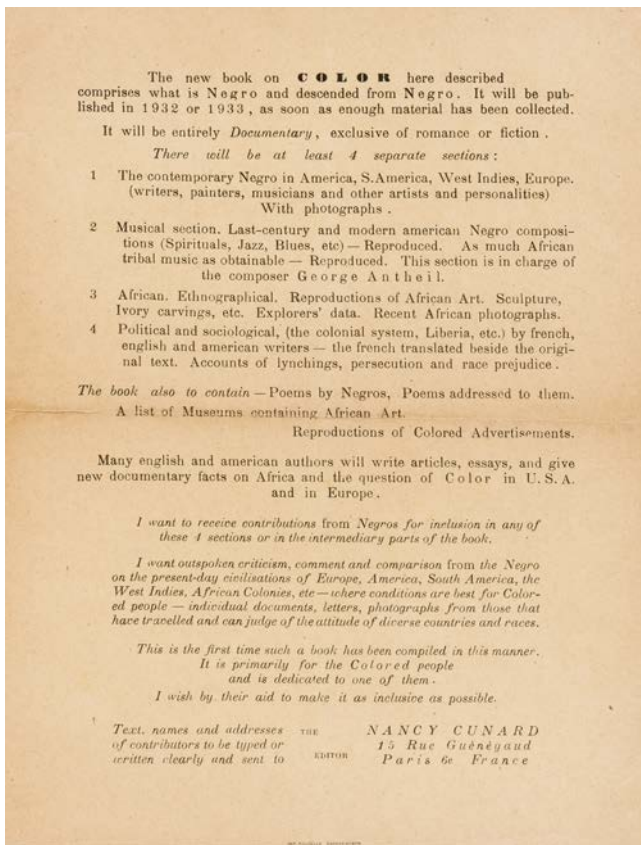 The new book on COLOR here described
comprises what is Negro and descended from Negro. It will be pub-
lished in 1932 or 1933, as soon as enough material has been collected.
It will be entirely Documentary, exclusive of romance or fiction.
There will be at least 4 separate sections:
1 The contemporary Negro in America, S.America, West Indies, Europe.
(writers, painters, musicians and other artists and personalities)
With photographs.
2 Musical section. Last-century and modern american Negro composi-
tions (Spirituals, Jazz, Blues, etc) — Reproduced. As much African
tribal music as obtainable — Reproduced. This section is in charge of
the composer George Antheil.
3 African. Ethnographical. Reproductions of African Art. Sculpture,
Ivory carvings, etc. Explorers' data. Recent African photographs.
4 Political and sociological, (the colonial system, Liberia, etc.) by french,
english and american writers — the french translated beside the origi-
nal text. Accounts of lynchings, persecution and race prejudice.
The book also to contain — Poems by Negros, Poems addressed to them.
A list of Museums containing African Art.
Reproductions of Colored Advertisements.
Many english and american authors will write articles, essays, and give
new documentary facts on Africa and the question of Color in U.S.A.
and in Europe.
I want to receive contributions from Negros for inclusion in any of
these 4 sections or in the intermediary parts of the book.
I want outspoken criticism, comment and comparison from the Negro
on the present-day civilisations of Europe, America, South America, the
West Indies, African Colonies, etc — where conditions are best for Color-
ed people — individual documents, letters, photographs from those that
have travelled and can judge of the attitude of diverse countries and races.
This is the first time such a book has been compiled in this manner.
It is primarily for the Colored people
and is dedicated to one of them.
I wish by their aid to make it as inclusive as possible.
Text, names and addresses THE NANCY CUNARD
of contributors to be typed or 15 Rue Guénégaud
written clearly and sent to EDITOR Paris 6e France